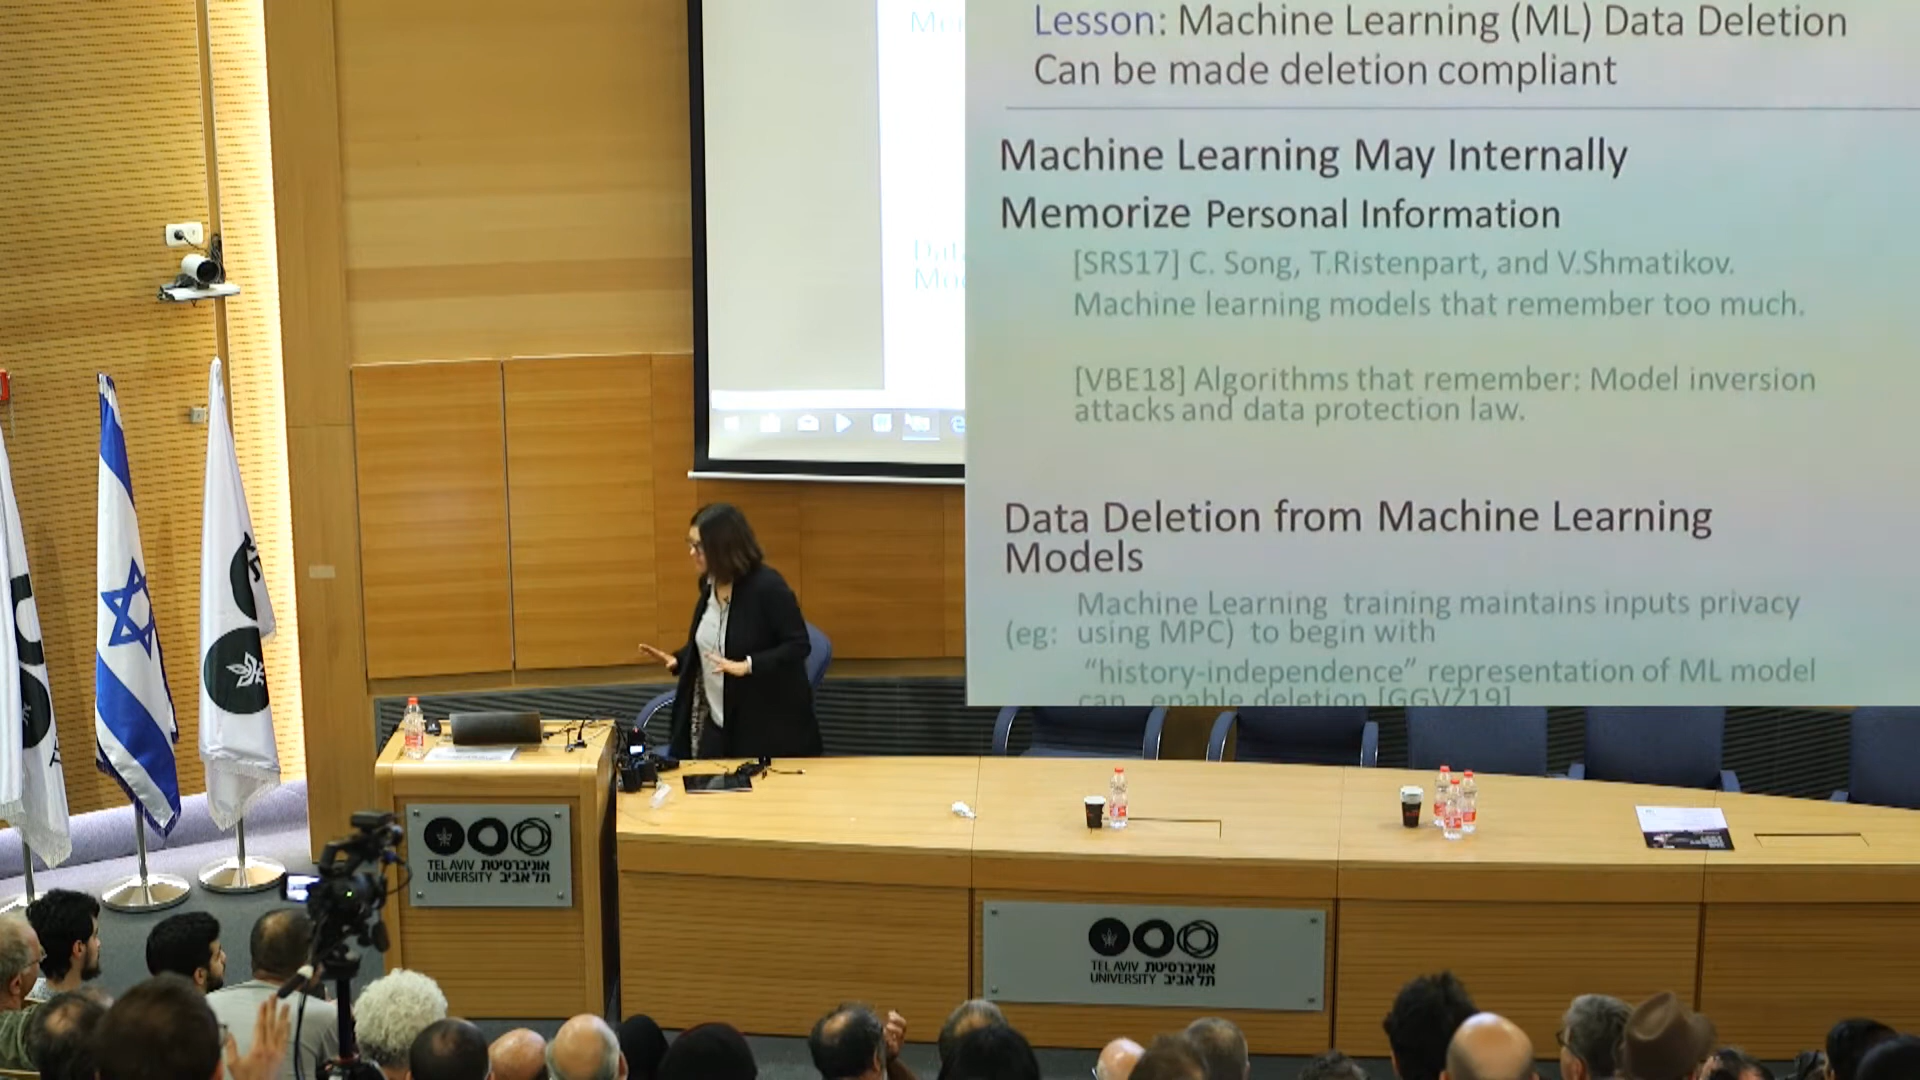 Lesson: Machine Learning (ML) Data Deletion
Can be made deletion compliant
Machine Learning May Internally
Memorize Personal Information
[SRS17] C. Song, T.Ristenpart, and V.Shmatikov.
Machine learning models that remember too much.
[VBE18] Algorithms that remember: Model inversion
attacks and data protection law.
Data Deletion from Machine Learning
Models
Machine Learning training maintains inputs privacy
(eg: using MPC) to begin with
“history-independence” representation of ML model
can enable deletion [GGVZ19]
TEL AVIV אוניברסיטת
UNIVERSITY תל אביב
TEL AVIV אוניברסיטת
UNIVERSITY תל אביב